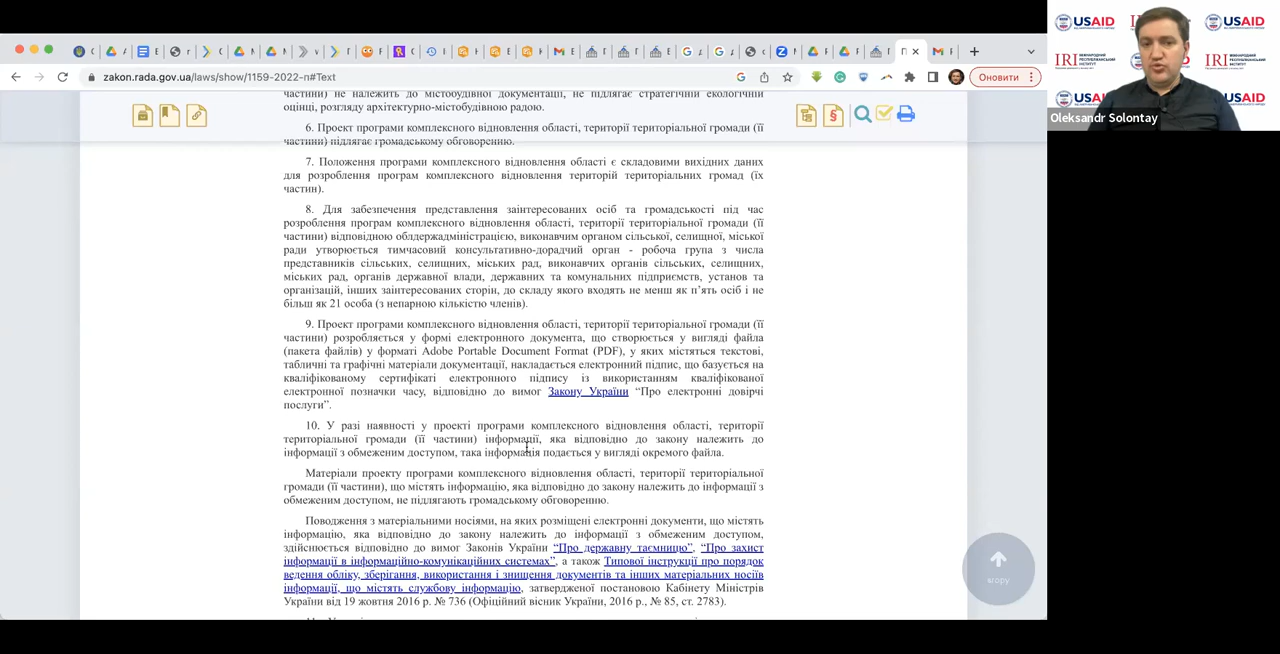 zakon.rada.gov.ua/laws/show/1159-2022-п#Text
Оновити
USAID
USAID
IRI МІЖНАРОДНИЙ РЕСПУБЛІКАНСЬКИЙ ІНСТИТУТ
USAID
Oleksandr Solontay
частини) не належить до містобудівної документації, не підлягає стратегічній екологічній
оцінці, розгляду архітектурно-містобудівною радою.
6. Проект програми комплексного відновлення області, території територіальної громади (її
частини) підлягає громадському обговоренню.
7. Положення програми комплексного відновлення області є складовими вихідних даних
для розроблення програм комплексного відновлення територій територіальних громад (їх
частин).
8. Для забезпечення представлення заінтересованих осіб та громадськості під час
розроблення програм комплексного відновлення області, території територіальної громади (її
частини) відповідною облдержадміністрацією, виконавчим органом сільської, селищної, міської
ради утворюється тимчасовий консультативно-дорадчий орган - робоча група з числа
представників сільських, селищних, міських рад, виконавчих органів сільських, селищних,
міських рад, органів державної влади, державних та комунальних підприємств, установ та
організацій, інших заінтересованих сторін, до складу якого входять не менш як п’ять осіб і не
більш як 21 особа (з непарною кількістю членів).
9. Проект програми комплексного відновлення області, території територіальної громади (її
частини) розробляється у формі електронного документа, що створюється у вигляді файла
(пакета файлів) у форматі Adobe Portable Document Format (PDF), у яких містяться текстові,
табличні та графічні матеріали документації, накладається електронний підпис, що базується на
кваліфікованому сертифікаті електронного підпису із використанням кваліфікованої
електронної позначки часу, відповідно до вимог Закону України “Про електронні довірчі
послуги”.
10. У разі наявності у проекті програми комплексного відновлення області, території
територіальної громади (її частини) інформації, яка відповідно до закону належить до
інформації з обмеженим доступом, така інформація подається у вигляді окремого файла.
Матеріали проекту програми комплексного відновлення області, території територіальної
громади (її частини), що містять інформацію, яка відповідно до закону належить до інформації з
обмеженим доступом, не підлягають громадському обговоренню.
Поводження з матеріальними носіями, на яких розміщені електронні документи, що містять
інформацію, яка відповідно до закону належить до інформації з обмеженим доступом,
здійснюється відповідно до вимог Законів України “Про державну таємницю”, “Про захист
інформації в інформаційно-комунікаційних системах”, а також Типової інструкції про порядок
ведення обліку, зберігання, використання і знищення документів та інших матеріальних носіїв
інформації, що містять службову інформацію, затвердженої постановою Кабінету Міністрів
України від 19 жовтня 2016 р. № 736 (Офіційний вісник України, 2016 р., № 85, ст. 2783).
вгору